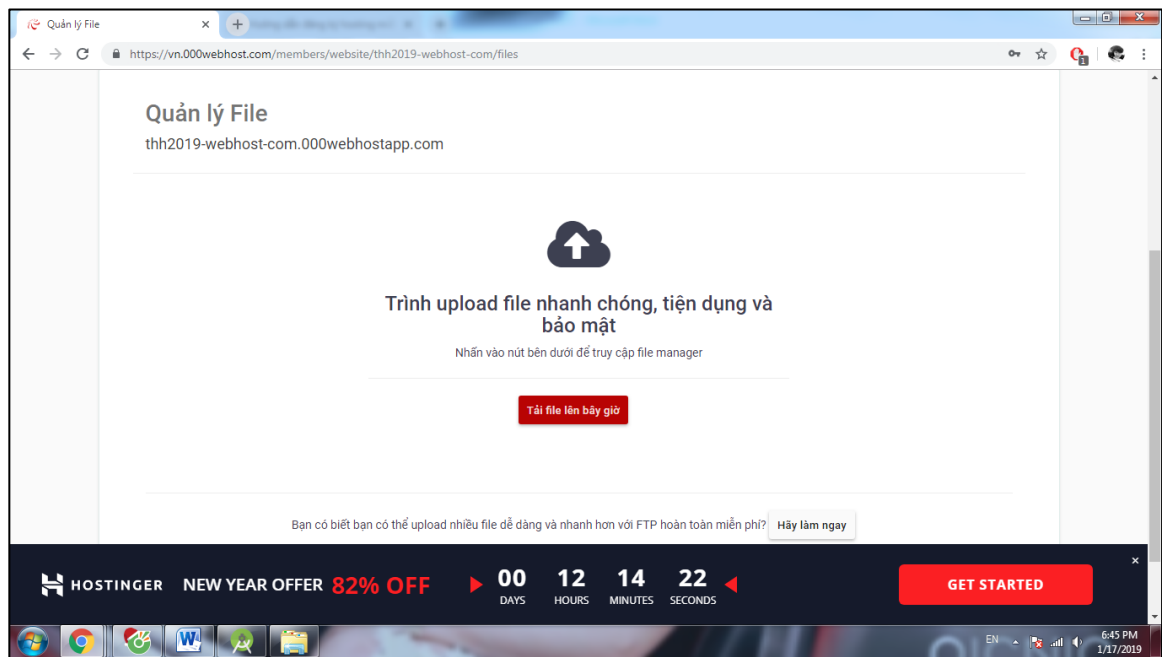 Quản lý File
https://vn.000webhost.com/members/website/thh2019-webhost-com/files
1
Quản lý File
thh2019-webhost-com.000webhostapp.com
Trình upload file nhanh chóng, tiện dụng và
bảo mật
Nhấn vào nút bên dưới để truy cập file manager
Tải file lên bây giờ
Bạn có biết bạn có thể upload nhiều file dễ dàng và nhanh hơn với FTP hoàn toàn miễn phí? Hãy làm ngay
HOSTINGER NEW YEAR OFFER 82% OFF 00 12 14 22 GET STARTED
DAYS HOURS MINUTES SECONDS
EN 6:45 PM
1/17/2019